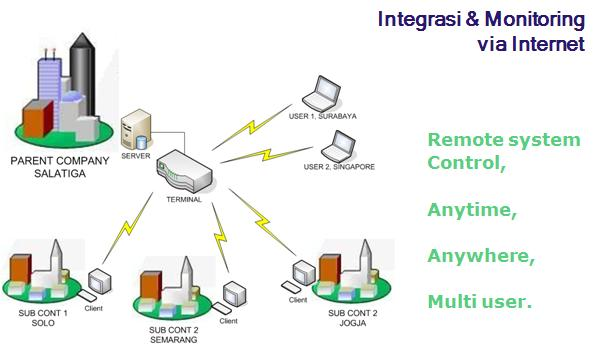 Integrasi & Monitoring
via Internet
PARENT COMPANY
SALATIGA
SERVER
TERMINAL
USER 1, SURABAYA
USER 2, SINGAPORE
Remote system
Control,
Anytime,
Anywhere,
Multi user.
Client
SUB CONT 1
SOLO
Client
SUB CONT 2
SEMARANG
Client
SUB CONT 2
JOGJA